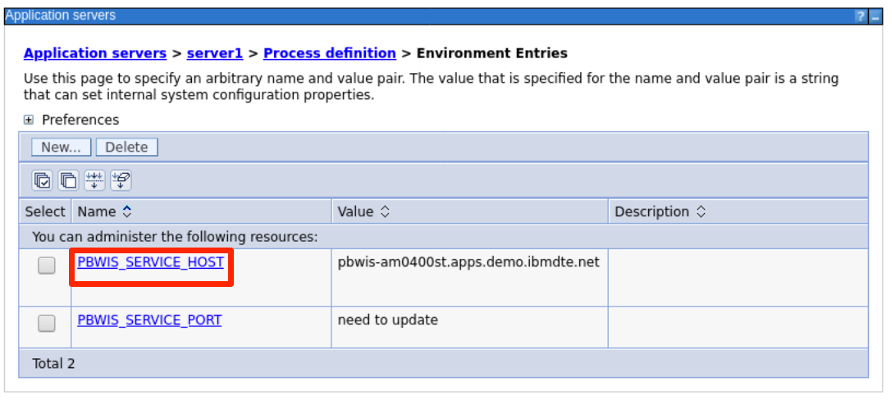 Application servers ? _
Application servers > server1 > Process definition > Environment Entries
Use this page to specify an arbitrary name and value pair. The value that is specified for the name and value pair is a string
that can set internal system configuration properties.
Preferences
New... Delete
Select Name Value Description
You can administer the following resources:
PBWIS_SERVICE_HOST pbwis-am0400st.apps.demo.ibmdte.net
PBWIS_SERVICE_PORT need to update
Total 2